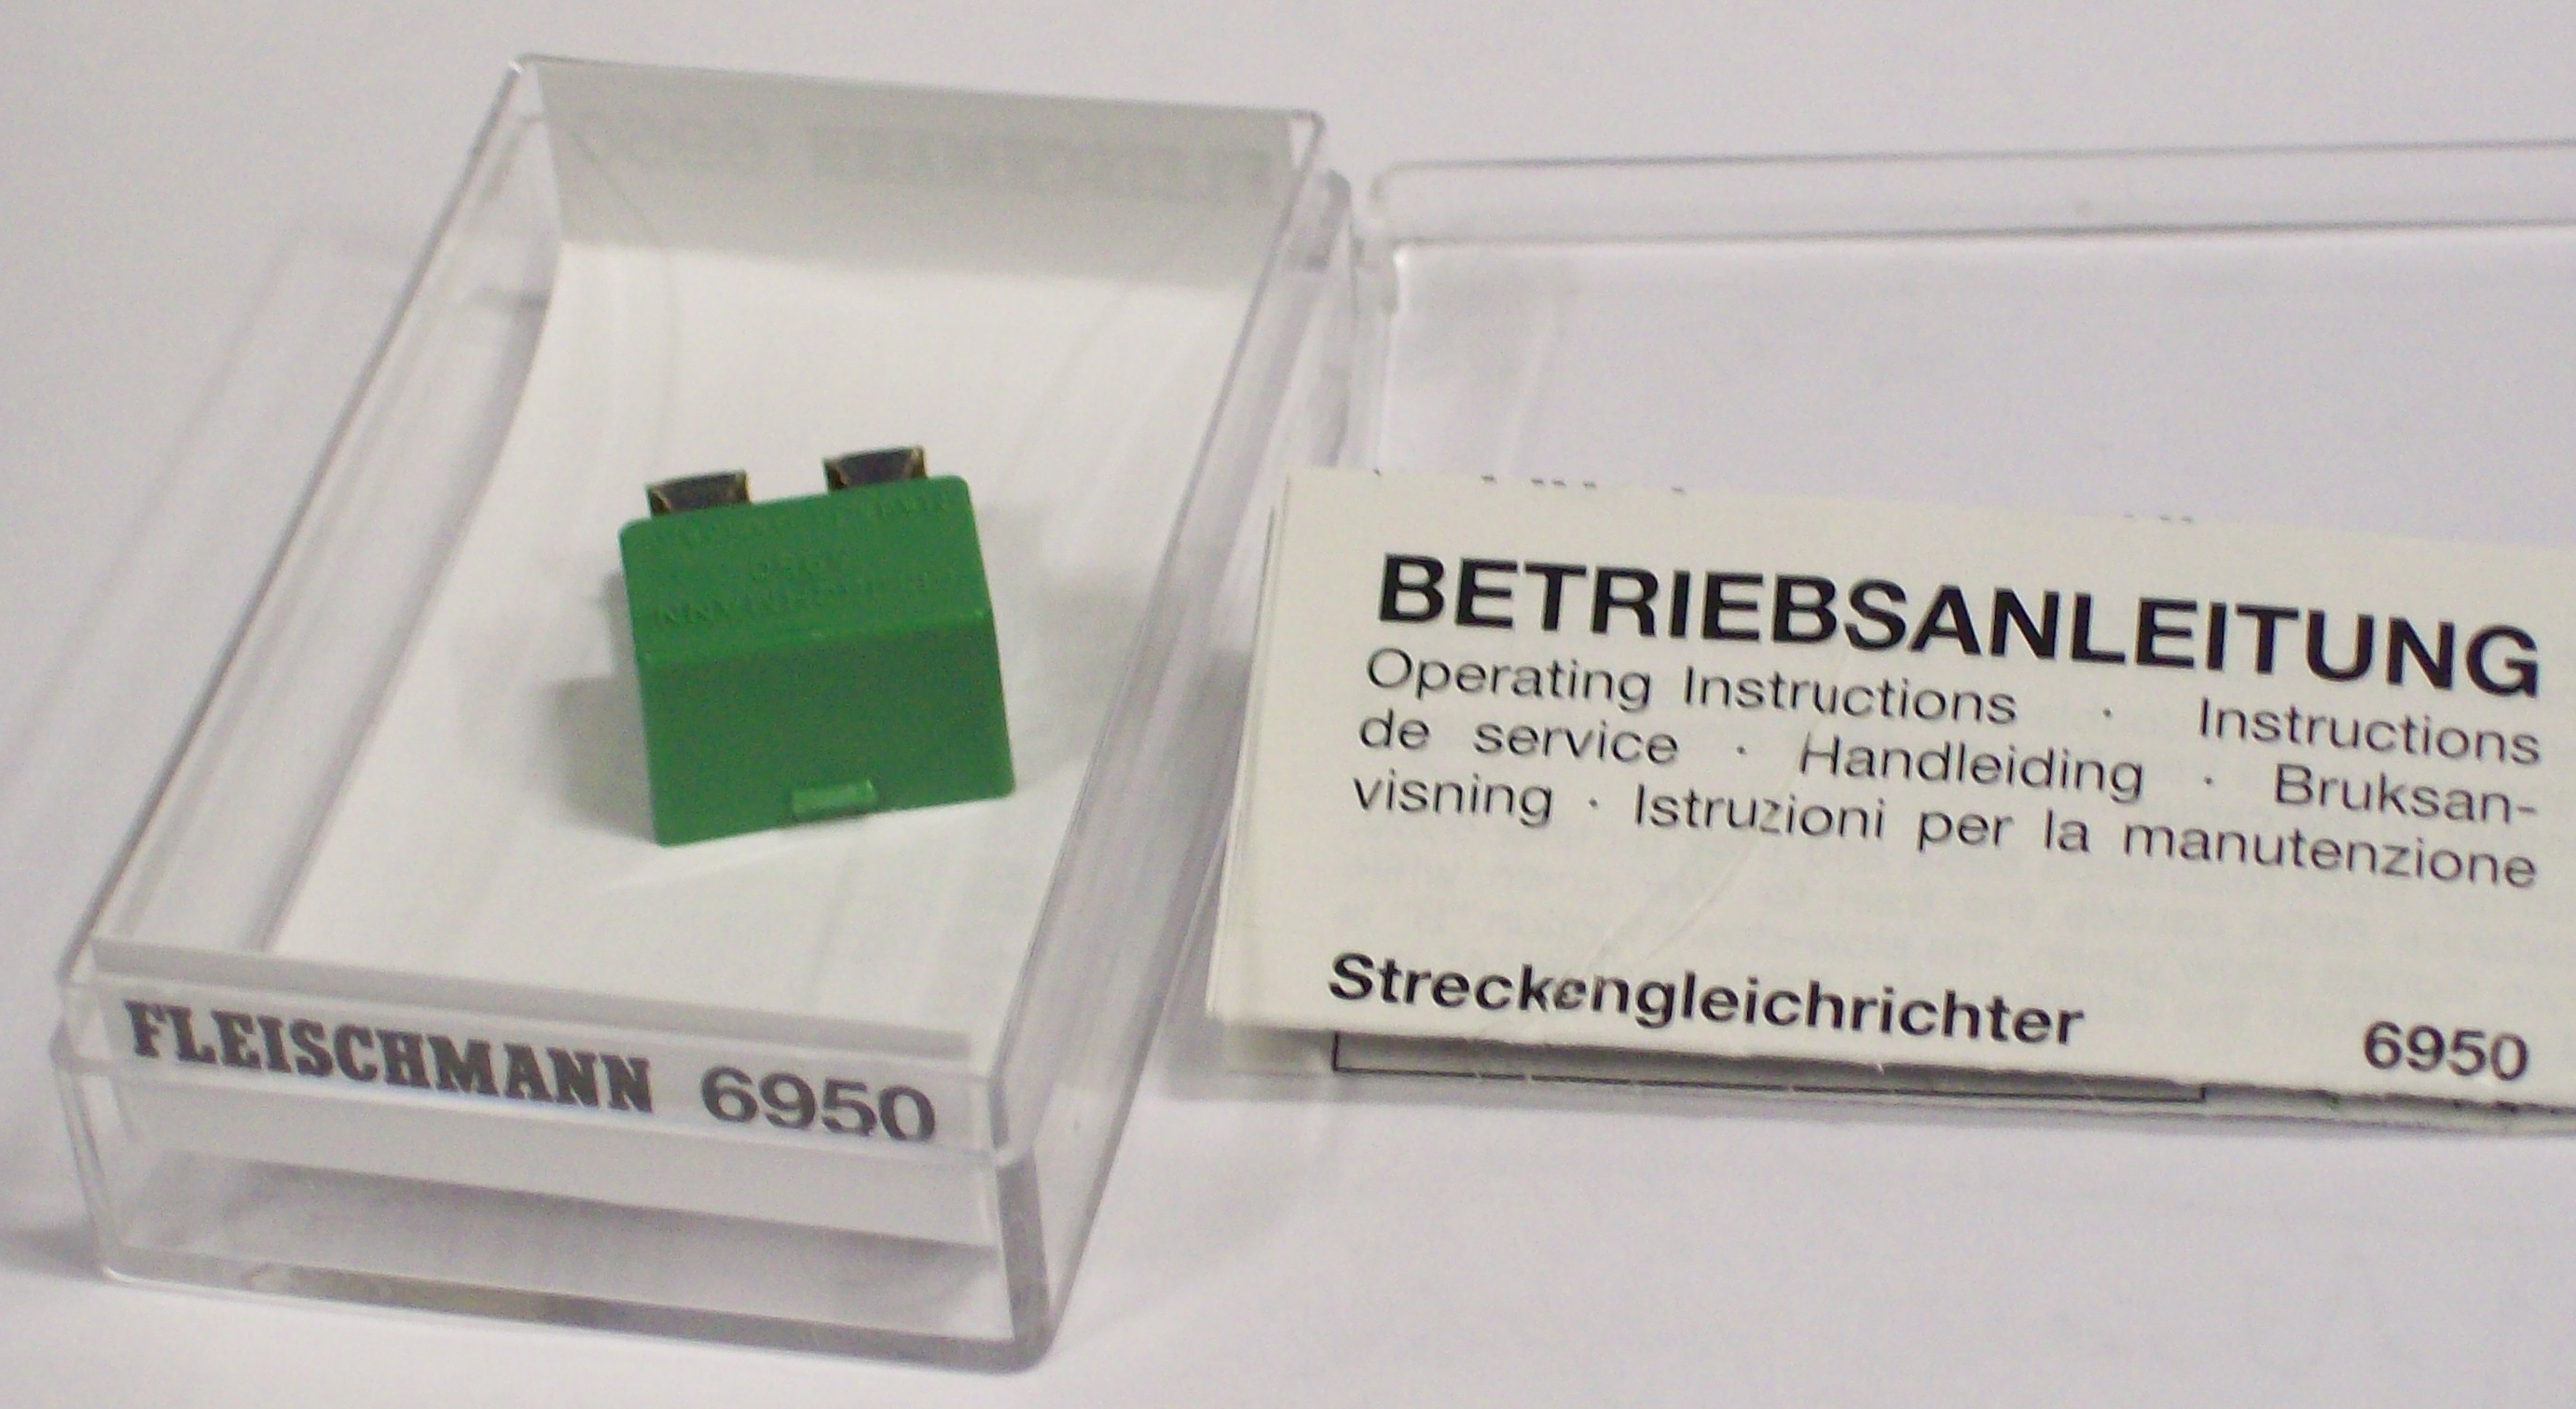 FLEISCHMANN 6950
BETRIEBSANLEITUNG
Operating Instructions · Instructions
de service · Handleiding · Bruksan-
visning · Istruzioni per la manutenzione
Streckengleichrichter 6950